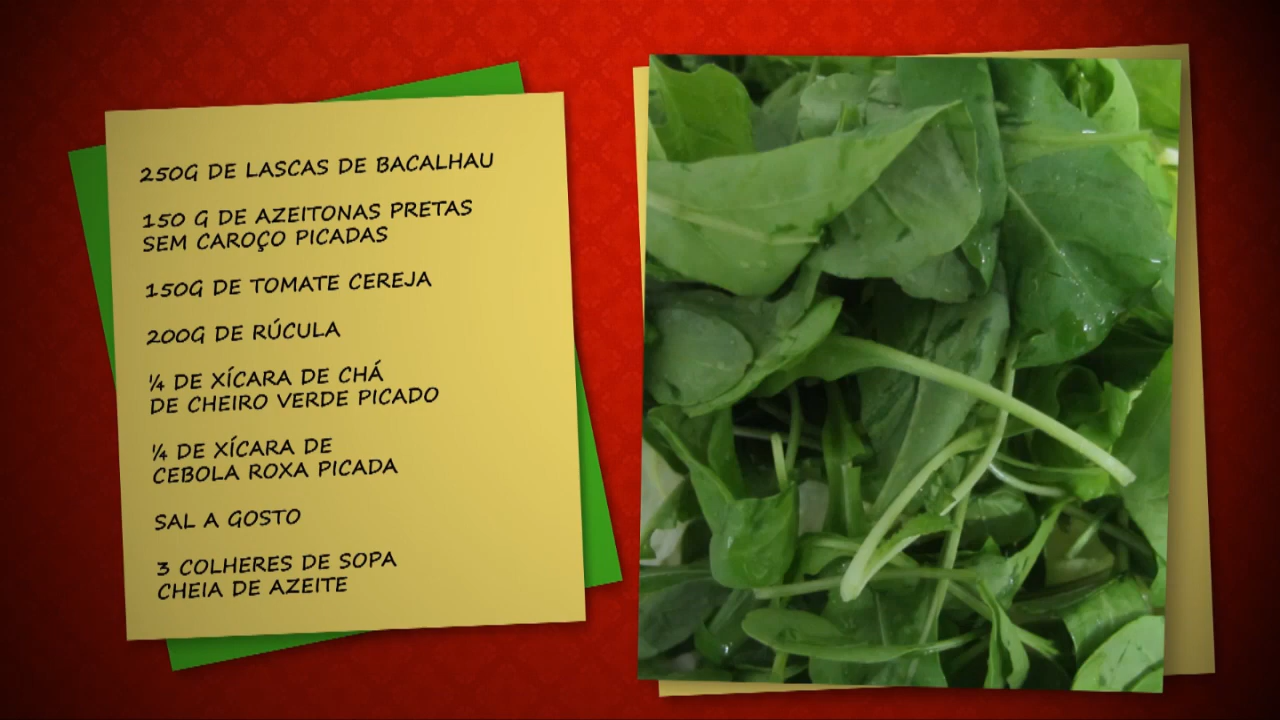 250G DE LASCAS DE BACALHAU
150 G DE AZEITONAS PRETAS
SEM CAROÇO PICADAS
150G DE TOMATE CEREJA
200G DE RÚCULA
¼ DE XÍCARA DE CHÁ
DE CHEIRO VERDE PICADO
¼ DE XÍCARA DE
CEBOLA ROXA PICADA
SAL A GOSTO
3 COLHERES DE SOPA
CHEIA DE AZEITE